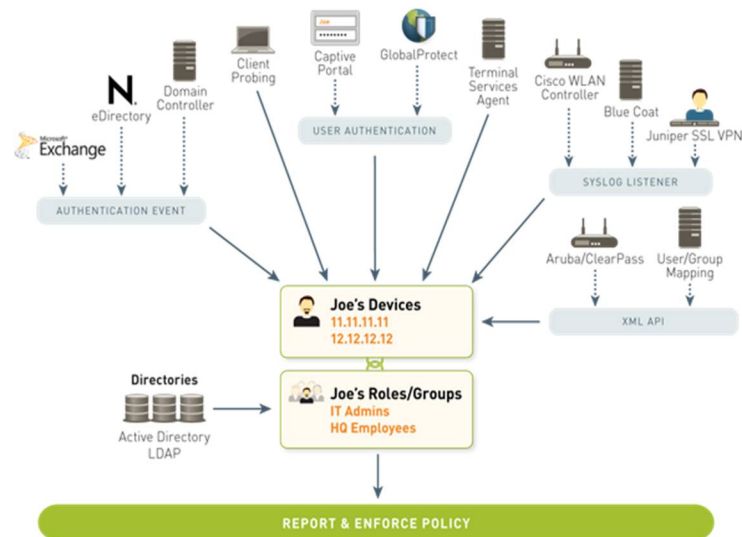 Joe
Captive
Portal
GlobalProtect
Client
Probing
Domain
Controller
N.
eDirectory
Microsoft
Exchange
Terminal
Services
Agent
Cisco WLAN
Controller
Blue Coat
Juniper SSL VPN
USER AUTHENTICATION
AUTHENTICATION EVENT
SYSLOG LISTENER
Aruba/ClearPass
User/Group
Mapping
XML API
Joe's Devices
11.11.11.11
12.12.12.12
Directories
Active Directory
LDAP
Joe's Roles/Groups
IT Admins
HQ Employees
REPORT & ENFORCE POLICY